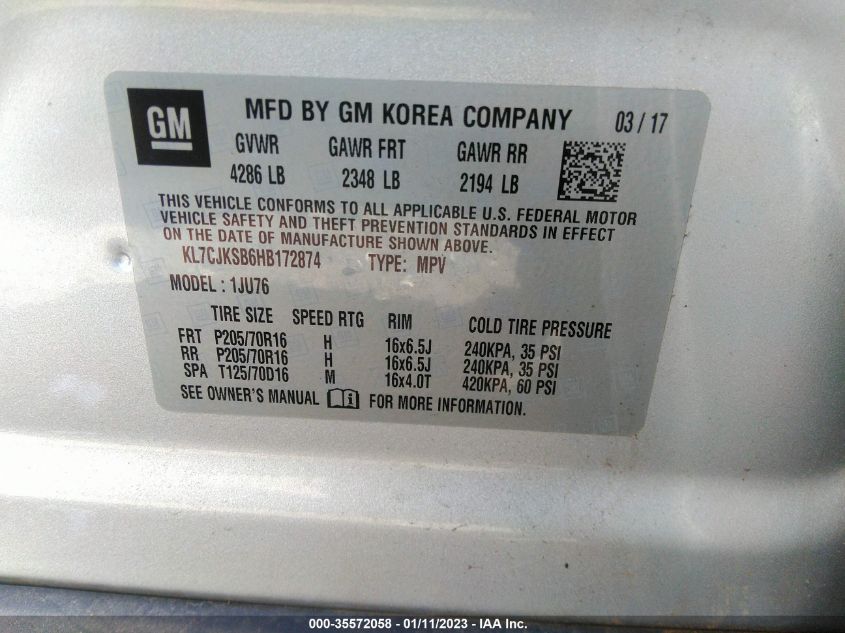 GM
MFD BY GM KOREA COMPANY 03 / 17
GVWR GAWR FRT GAWR RR
4286 LB 2348 LB 2194 LB
THIS VEHICLE CONFORMS TO ALL APPLICABLE U.S. FEDERAL MOTOR
VEHICLE SAFETY AND THEFT PREVENTION STANDARDS IN EFFECT
ON THE DATE OF MANUFACTURE SHOWN ABOVE.
KL7CJKSB6HB172874 TYPE: MPV
MODEL : 1JU76
TIRE SIZE SPEED RTG RIM COLD TIRE PRESSURE
FRT P205/70R16 H 16x6.5J 240KPA, 35 PSI
RR P205/70R16 H 16x6.5J 240KPA, 35 PSI
SPA T125/70D16 M 16x4.0T 420KPA, 60 PSI
SEE OWNER'S MANUAL i FOR MORE INFORMATION.
000-35572058 - 01/11/2023 - IAA Inc.